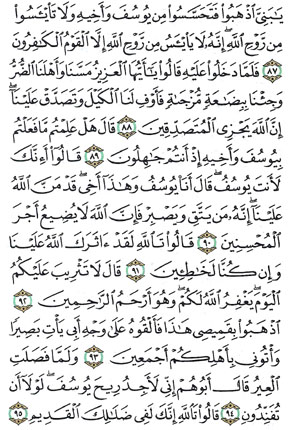 يَـٰبَنِىَّ ٱذْهَبُوا۟ فَتَحَسَّسُوا۟ مِن يُوسُفَ وَأَخِيهِ وَلَا تَا۟يْـَٔسُوا۟
مِن رَّوْحِ ٱللَّهِ ۖ إِنَّهُۥ لَا يَا۟يْـَٔسُ مِن رَّوْحِ ٱللَّهِ إِلَّا ٱلْقَوْمُ ٱلْكَـٰفِرُونَ
٨٧ فَلَمَّا دَخَلُوا۟ عَلَيْهِ قَالُوا۟ يَـٰٓأَيُّهَا ٱلْعَزِيزُ مَسَّنَا وَأَهْلَنَا ٱلضُّرُّ
وَجِئْنَا بِبِضَـٰعَةٍ مُّزْجَىٰةٍ فَأَوْفِ لَنَا ٱلْكَيْلَ وَتَصَدَّقْ عَلَيْنَآ ۖ
إِنَّ ٱللَّهَ يَجْزِى ٱلْمُتَصَدِّقِينَ ٨٨ قَالَ هَلْ عَلِمْتُم مَّا فَعَلْتُم
بِيُوسُفَ وَأَخِيهِ إِذْ أَنتُمْ جَـٰهِلُونَ ٨٩ قَالُوٓا۟ أَءِنَّكَ
لَأَنتَ يُوسُفُ ۖ قَالَ أَنَا۠ يُوسُفُ وَهَـٰذَآ أَخِى ۖ قَدْ مَنَّ ٱللَّهُ
عَلَيْنَآ ۖ إِنَّهُۥ مَن يَتَّقِ وَيَصْبِرْ فَإِنَّ ٱللَّهَ لَا يُضِيعُ أَجْرَ
ٱلْمُحْسِنِينَ ٩٠ قَالُوا۟ تَٱللَّهِ لَقَدْ ءَاثَرَكَ ٱللَّهُ عَلَيْنَا
وَإِن كُنَّا لَخَـٰطِـِٔينَ ٩١ قَالَ لَا تَثْرِيبَ عَلَيْكُمُ
ٱلْيَوْمَ ۖ يَغْفِرُ ٱللَّهُ لَكُمْ ۖ وَهُوَ أَرْحَمُ ٱلرَّٰحِمِينَ ٩٢
ٱذْهَبُوا۟ بِقَمِيصِى هَـٰذَا فَأَلْقُوهُ عَلَىٰ وَجْهِ أَبِى يَأْتِ بَصِيرًا
وَأْتُونِى بِأَهْلِكُمْ أَجْمَعِينَ ٩٣ وَلَمَّا فَصَلَتِ
ٱلْعِيرُ قَالَ أَبُوهُمْ إِنِّى لَأَجِدُ رِيحَ يُوسُفَ ۖ لَوْلَآ أَن
تُفَنِّدُونِ ٩٤ قَالُوا۟ تَٱللَّهِ إِنَّكَ لَفِى ضَلَـٰلِكَ ٱلْقَدِيمِ ٩٥